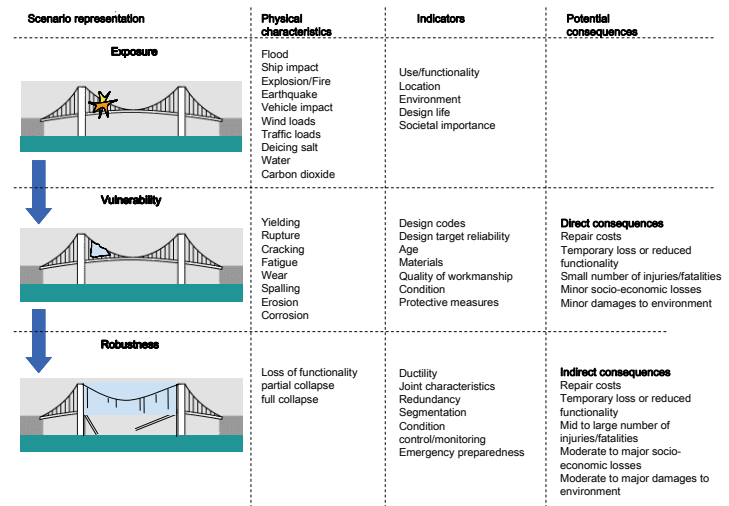 Scenario representation
Physical
characteristics
Indicators
Potential
consequences
Exposure
Flood
Ship impact
Explosion/Fire
Earthquake
Vehicle impact
Wind loads
Traffic loads
Deicing salt
Water
Carbon dioxide
Use/functionality
Location
Environment
Design life
Societal importance
Vulnerability
Yielding
Rupture
Cracking
Fatigue
Wear
Spalling
Erosion
Corrosion
Design codes
Design target reliability
Age
Materials
Quality of workmanship
Condition
Protective measures
Direct consequences
Repair costs
Temporary loss or reduced
functionality
Small number of injuries/fatalities
Minor socio-economic losses
Minor damages to environment
Robustness
Loss of functionality
partial collapse
full collapse
Ductility
Joint characteristics
Redundancy
Segmentation
Condition
control/monitoring
Emergency preparedness
Indirect consequences
Repair costs
Temporary loss or reduced
functionality
Mid to large number of
injuries/fatalities
Moderate to major socio-
economic losses
Moderate to major damages to
environment